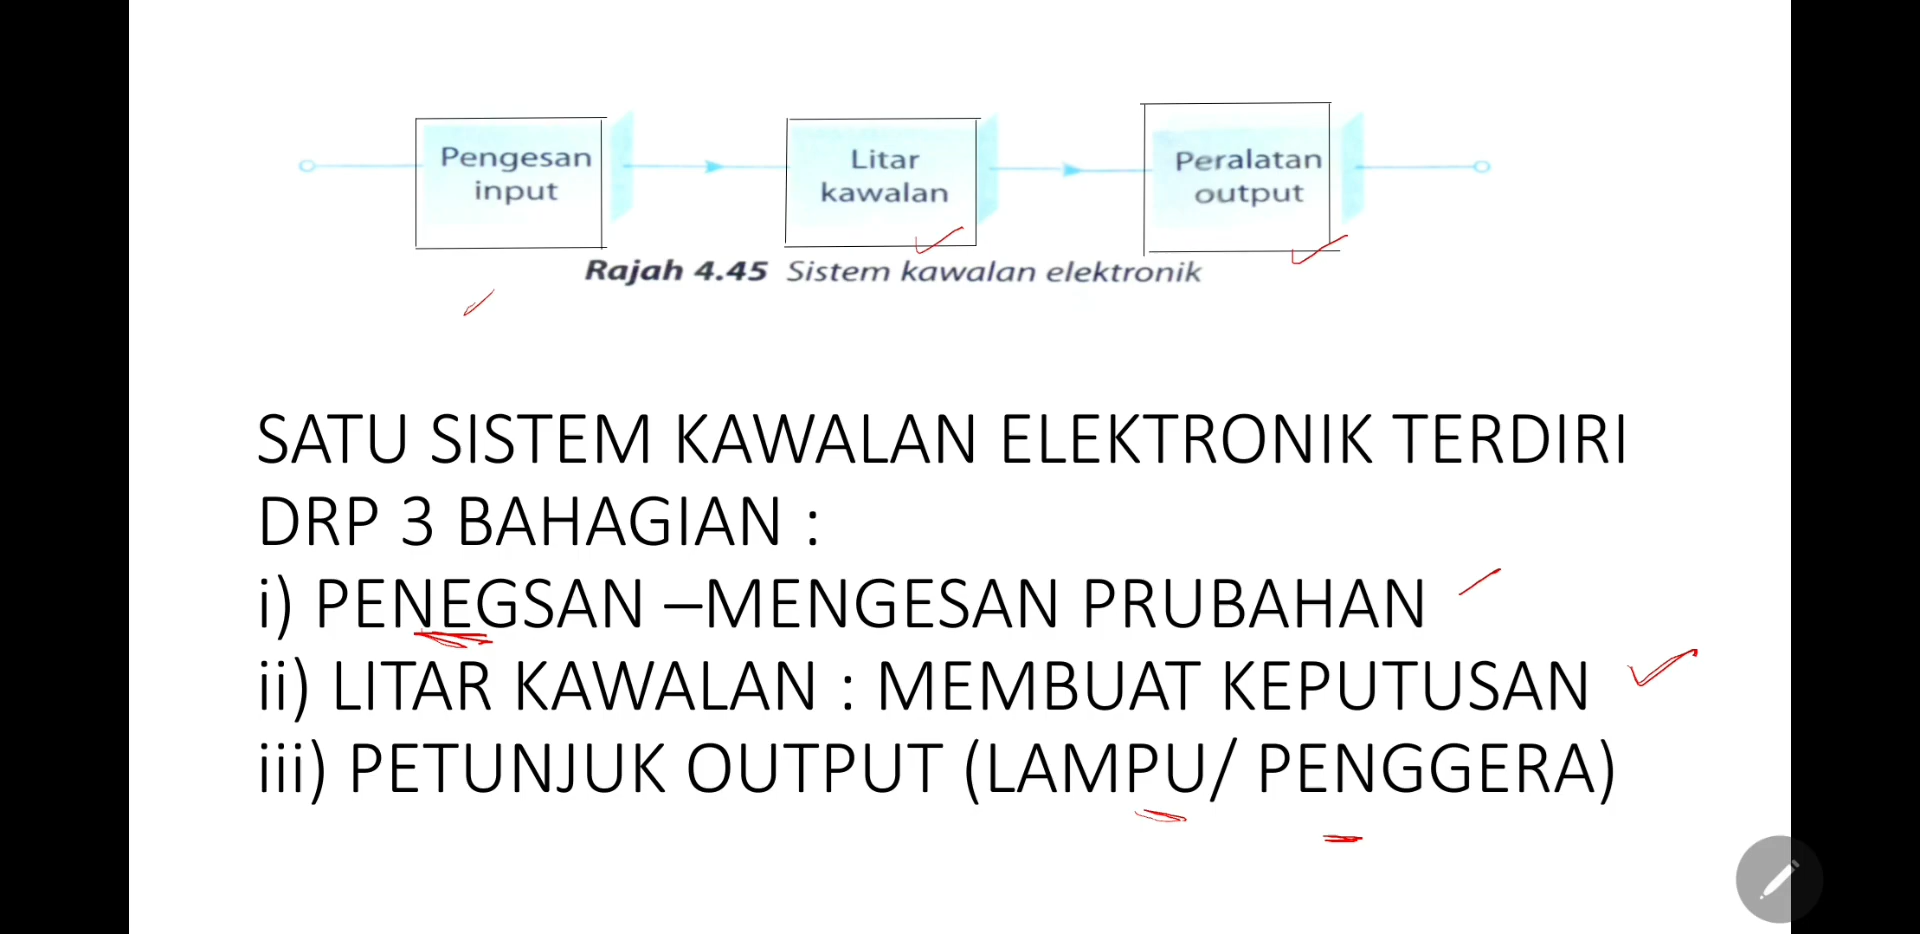 Pengesan
input
Litar
kawalan
Peralatan
output
Rajah 4.45 Sistem kawalan elektronik
SATU SISTEM KAWALAN ELEKTRONIK TERDIRI
DRP 3 BAHAGIAN :
i) PENEGSAN –MENGESAN PRUBAHAN
ii) LITAR KAWALAN : MEMBUAT KEPUTUSAN
iii) PETUNJUK OUTPUT (LAMPU/ PENGGERA)